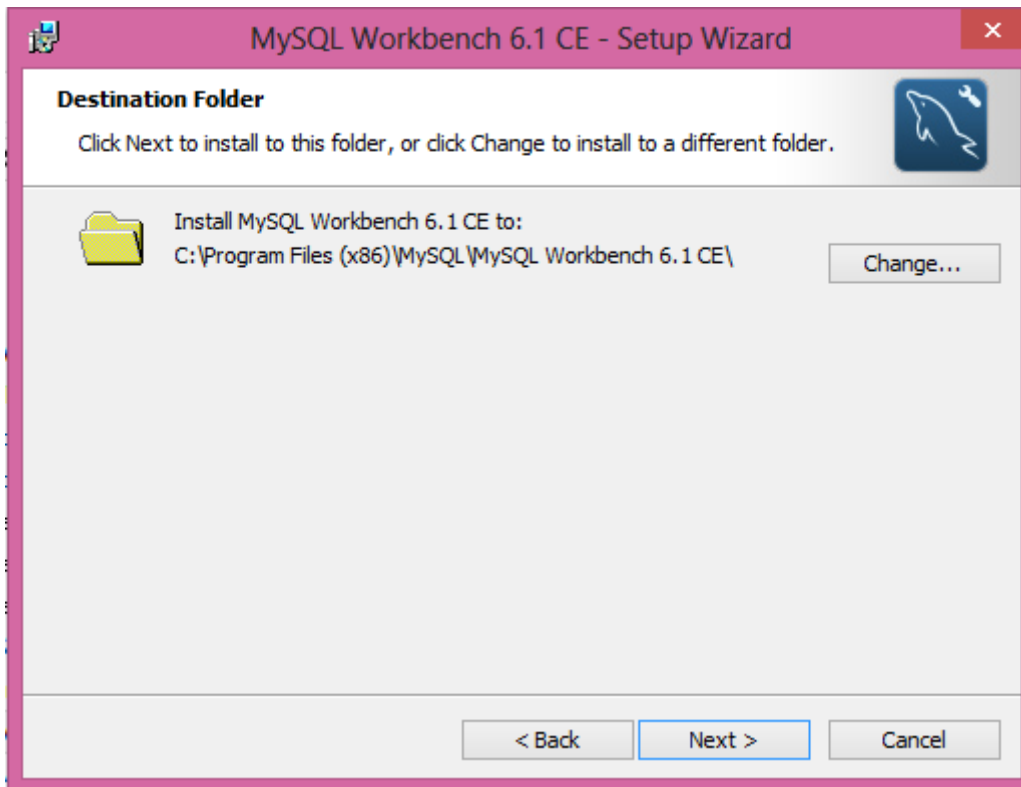 MySQL Workbench 6.1 CE - Setup Wizard
Destination Folder
Click Next to install to this folder, or click Change to install to a different folder.
Install MySQL Workbench 6.1 CE to:
C:\Program Files (x86)\MySQL\MySQL Workbench 6.1 CE\
Change...
< Back
Next >
Cancel